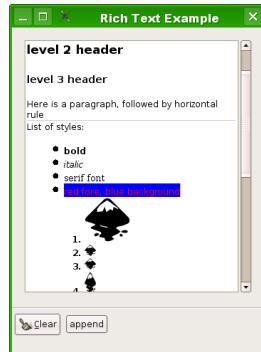 Rich Text Example
level 2 header
level 3 header
Here is a paragraph, followed by horizontal
rule
List of styles:
bold
italic
serif font
red fore, blue background
1.
2.
3.
4.
Clear append